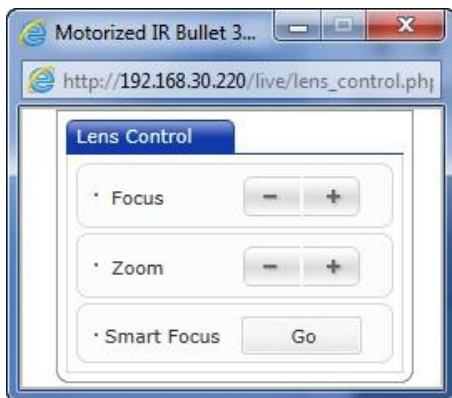 Motorized IR Bullet 3...
http://192.168.30.220/live/lens_control.php
Lens Control
· Focus - +
· Zoom - +
· Smart Focus Go